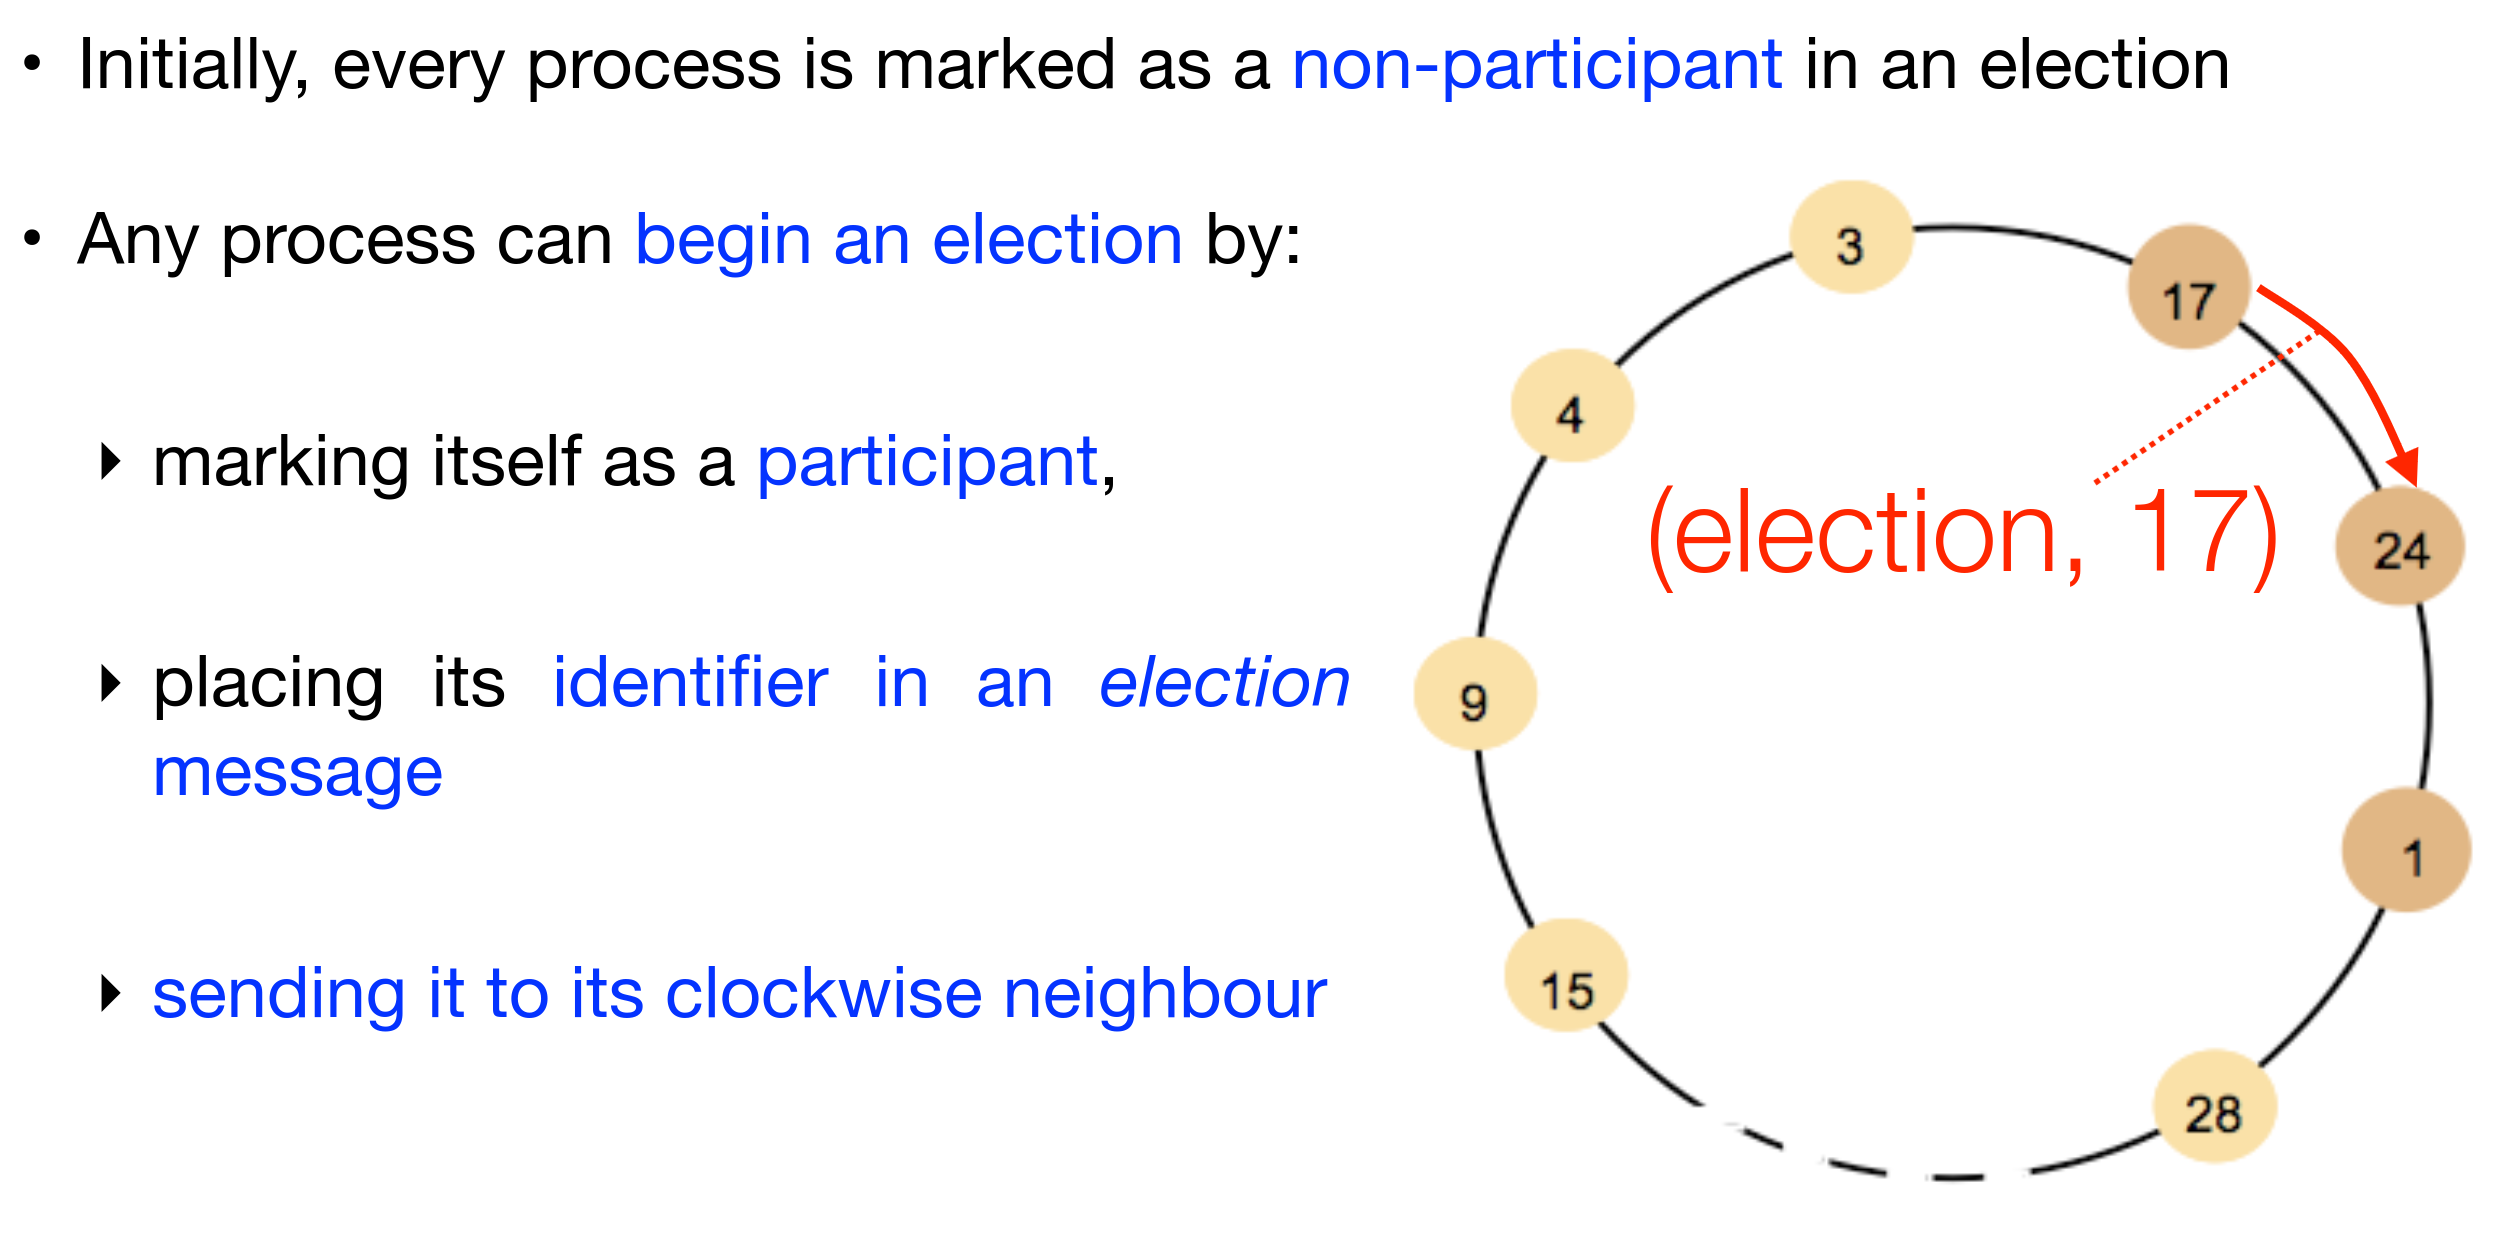 • Initially, every process is marked as a non-participant in an election
• Any process can begin an election by:
‣ marking itself as a participant,
‣ placing its identifier in an election
message
‣ sending it to its clockwise neighbour
3
17
4
(election, 17)
24
9
1
15
28